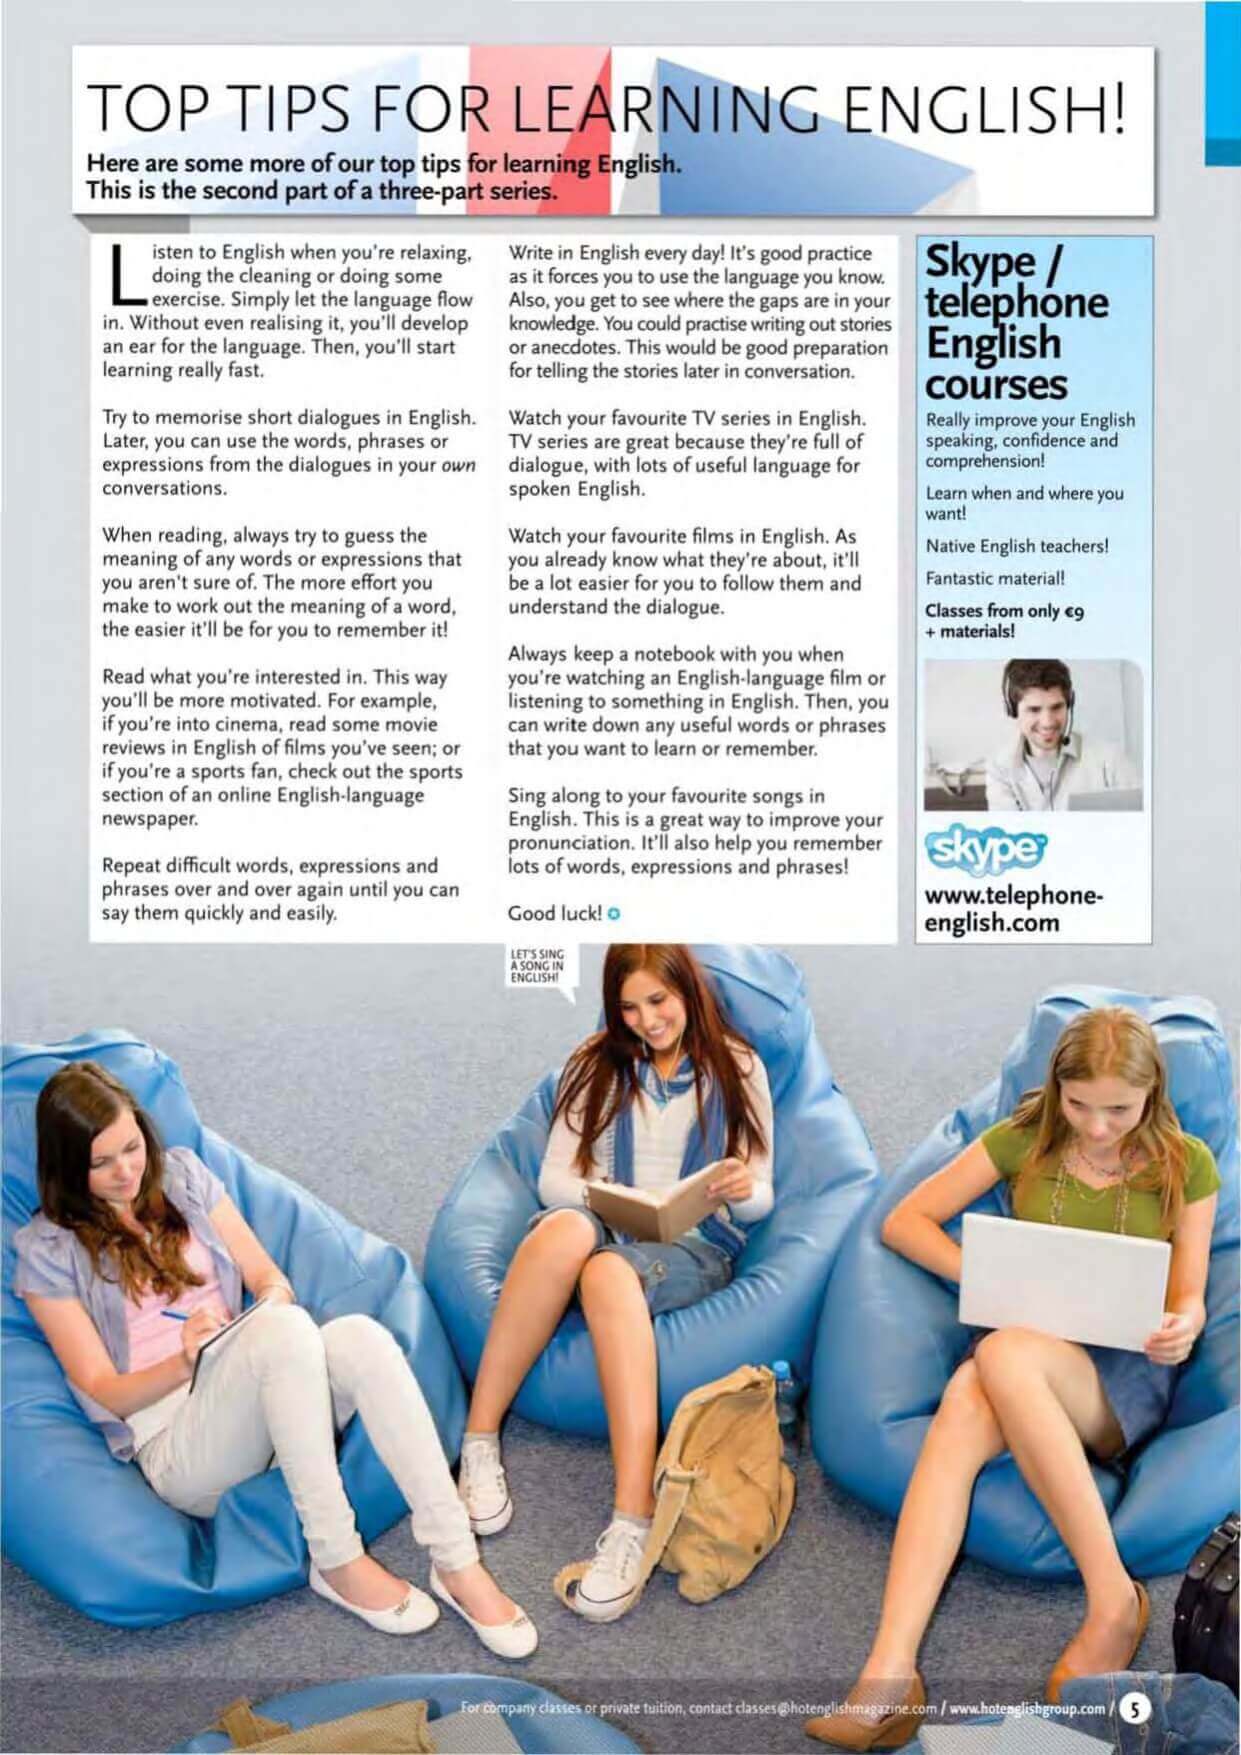 TOP TIPS FOR LEARNING ENGLISH!
Here are some more of our top tips for learning English.
This is the second part of a three-part series.
Listen to English when you're relaxing,
doing the cleaning or doing some
exercise. Simply let the language flow
in. Without even realising it, you'll develop
an ear for the language. Then, you'll start
learning really fast.
Try to memorise short dialogues in English.
Later, you can use the words, phrases or
expressions from the dialogues in your own
conversations.
When reading, always try to guess the
meaning of any words or expressions that
you aren't sure of. The more effort you
make to work out the meaning of a word,
the easier it'll be for you to remember it!
Read what you're interested in. This way
you'll be more motivated. For example,
if you're into cinema, read some movie
reviews in English of films you've seen; or
if you're a sports fan, check out the sports
section of an online English-language
newspaper.
Repeat difficult words, expressions and
phrases over and over again until you can
say them quickly and easily.
Write in English every day! It's good practice
as it forces you to use the language you know.
Also, you get to see where the gaps are in your
knowledge. You could practise writing out stories
or anecdotes. This would be good preparation
for telling the stories later in conversation.
Watch your favourite TV series in English.
TV series are great because they're full of
dialogue, with lots of useful language for
spoken English.
Watch your favourite films in English. As
you already know what they're about, it'll
be a lot easier for you to follow them and
understand the dialogue.
Always keep a notebook with you when
you're watching an English-language film or
listening to something in English. Then, you
can write down any useful words or phrases
that you want to learn or remember.
Sing along to your favourite songs in
English. This is a great way to improve your
pronunciation. It'll also help you remember
lots of words, expressions and phrases!
Good luck!
Skype /
telephone
English
courses
Really improve your English
speaking, confidence and
comprehension!
Learn when and where you
want!
Native English teachers!
Fantastic material!
Classes from only €9
+ materials!
skype™
www.telephone-
english.com
LET'S SING
A SONG IN
ENGLISH!
For company classes or private tuition, contact classes@hotenglishmagazine.com / www.hotenglishgroup.com / 5